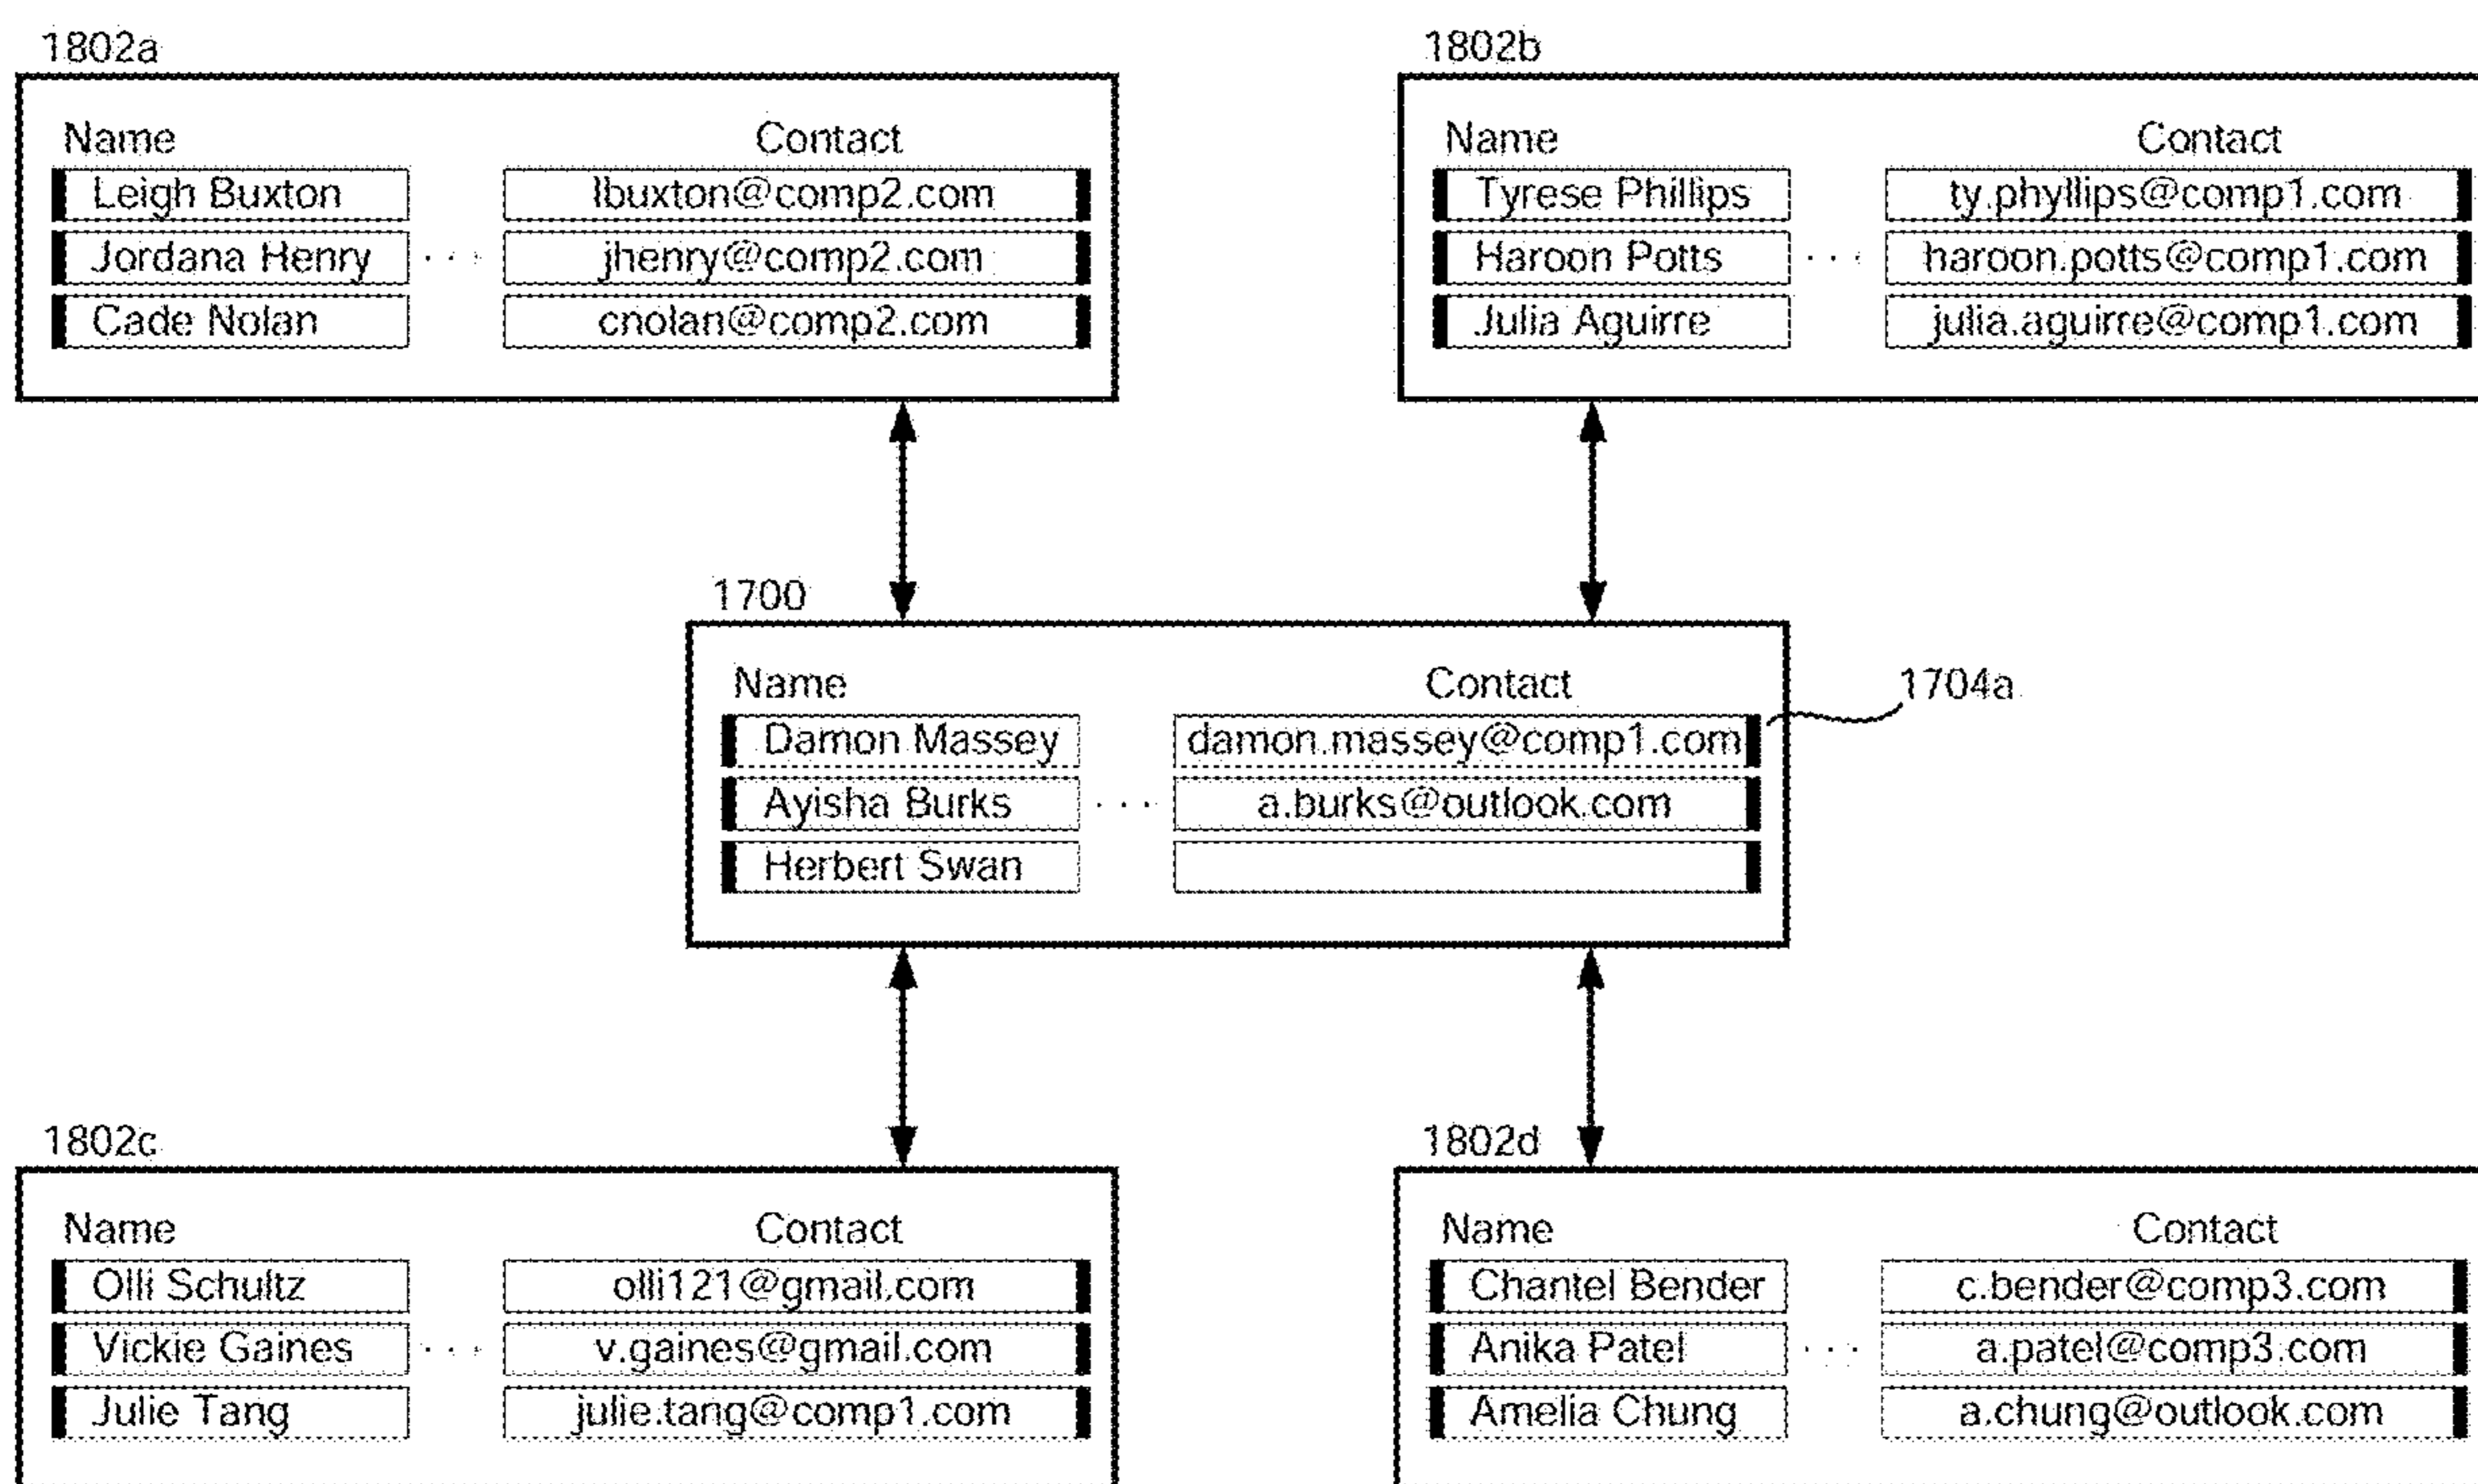 1802a
Name Contact
Leigh Buxton lbuxton@comp2.com
Jordana Henry ... jhenry@comp2.com
Cade Nolan cnolan@comp2.com
1802b
Name Contact
Tyrese Phillips ty.phyllips@comp1.com
Haroon Potts ... haroon.potts@comp1.com
Julia Aguirre julia.aguirre@comp1.com
1700
Name Contact
1704a
Damon Massey damon.massey@comp1.com
Ayisha Burks ... a.burks@outlook.com
Herbert Swan
1802c
Name Contact
Olli Schultz olli121@gmail.com
Vickie Gaines ... v.gaines@gmail.com
Julie Tang julie.tang@comp1.com
1802d
Name Contact
Chantel Bender c.bender@comp3.com
Anika Patel ... a.patel@comp3.com
Amelia Chung a.chung@outlook.com